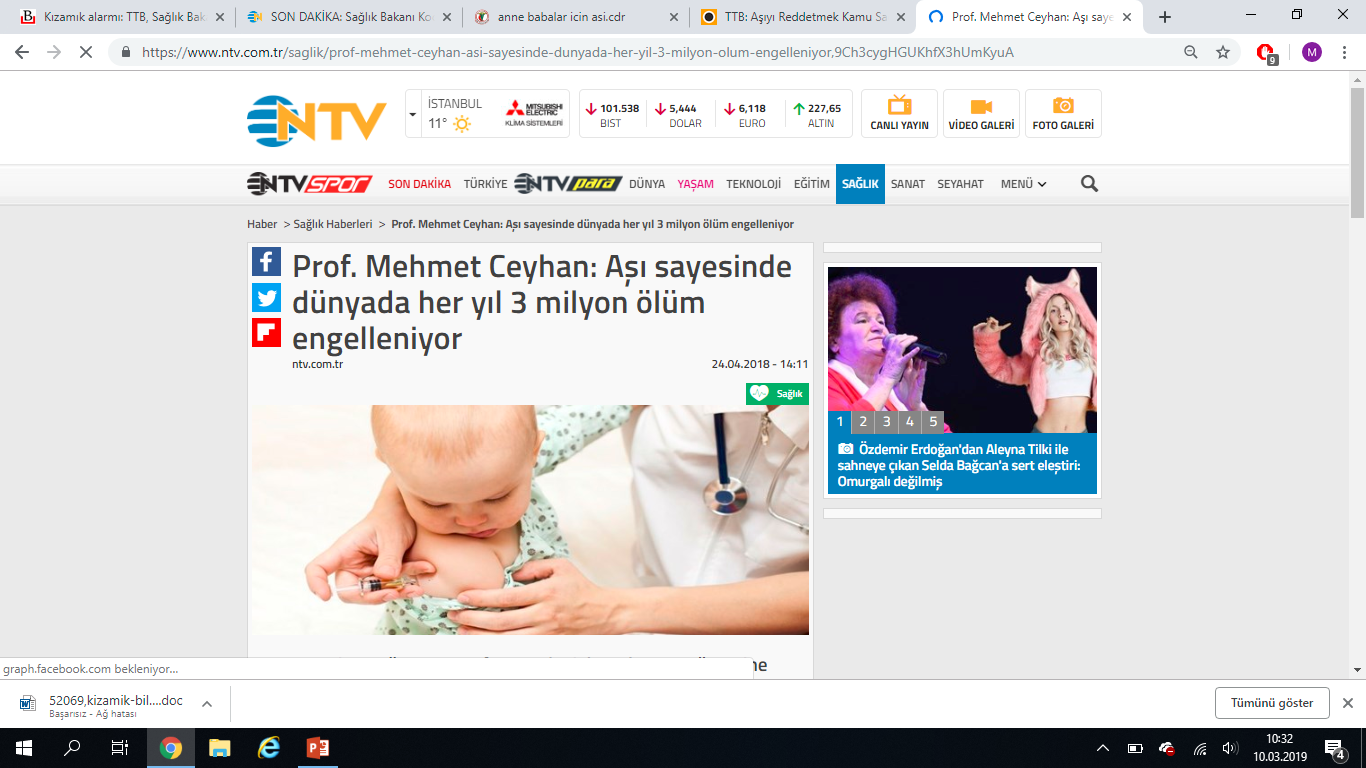 Kızamık alarmı: TTB, Sağlık Bak
SON DAKİKA: Sağlık Bakanı Ko
anne babalar icin asi.cdr
TTB: Aşıyı Reddetmek Kamu Sa
Prof. Mehmet Ceyhan: Aşı saye
https://www.ntv.com.tr/saglik/prof-mehmet-ceyhan-asi-sayesinde-dunyada-her-yil-3-milyon-olum-engelleniyor,9Ch3cygHGUKhfX3hUmKyuA
9
M
NTV
İSTANBUL
11°
MITSUBISHI
ELECTRIC
KLİMA SİSTEMLERİ
101.538
BIST
5,444
DOLAR
6,118
EURO
227,65
ALTIN
CANLI YAYIN
VİDEO GALERİ
FOTO GALERİ
NTVSPOR SON DAKİKA TÜRKİYE NTVpara DÜNYA YAŞAM TEKNOLOJİ EĞİTİM SAĞLIK SANAT SEYAHAT MENÜ
Haber > Sağlık Haberleri > Prof. Mehmet Ceyhan: Aşı sayesinde dünyada her yıl 3 milyon ölüm engelleniyor
Prof. Mehmet Ceyhan: Aşı sayesinde
dünyada her yıl 3 milyon ölüm
engelleniyor
ntv.com.tr 24.04.2018 - 14:11
Sağlık
1 2 3 4 5
Özdemir Erdoğan'dan Aleyna Tilki ile
sahneye çıkan Selda Bağcan'a sert eleştiri:
Omurgalı değilmiş
graph.facebook.com bekleniyor...
52069,kizamik-bil....doc
Başarısız - Ağ hatası
Tümünü göster
10:32
10.03.2019
4